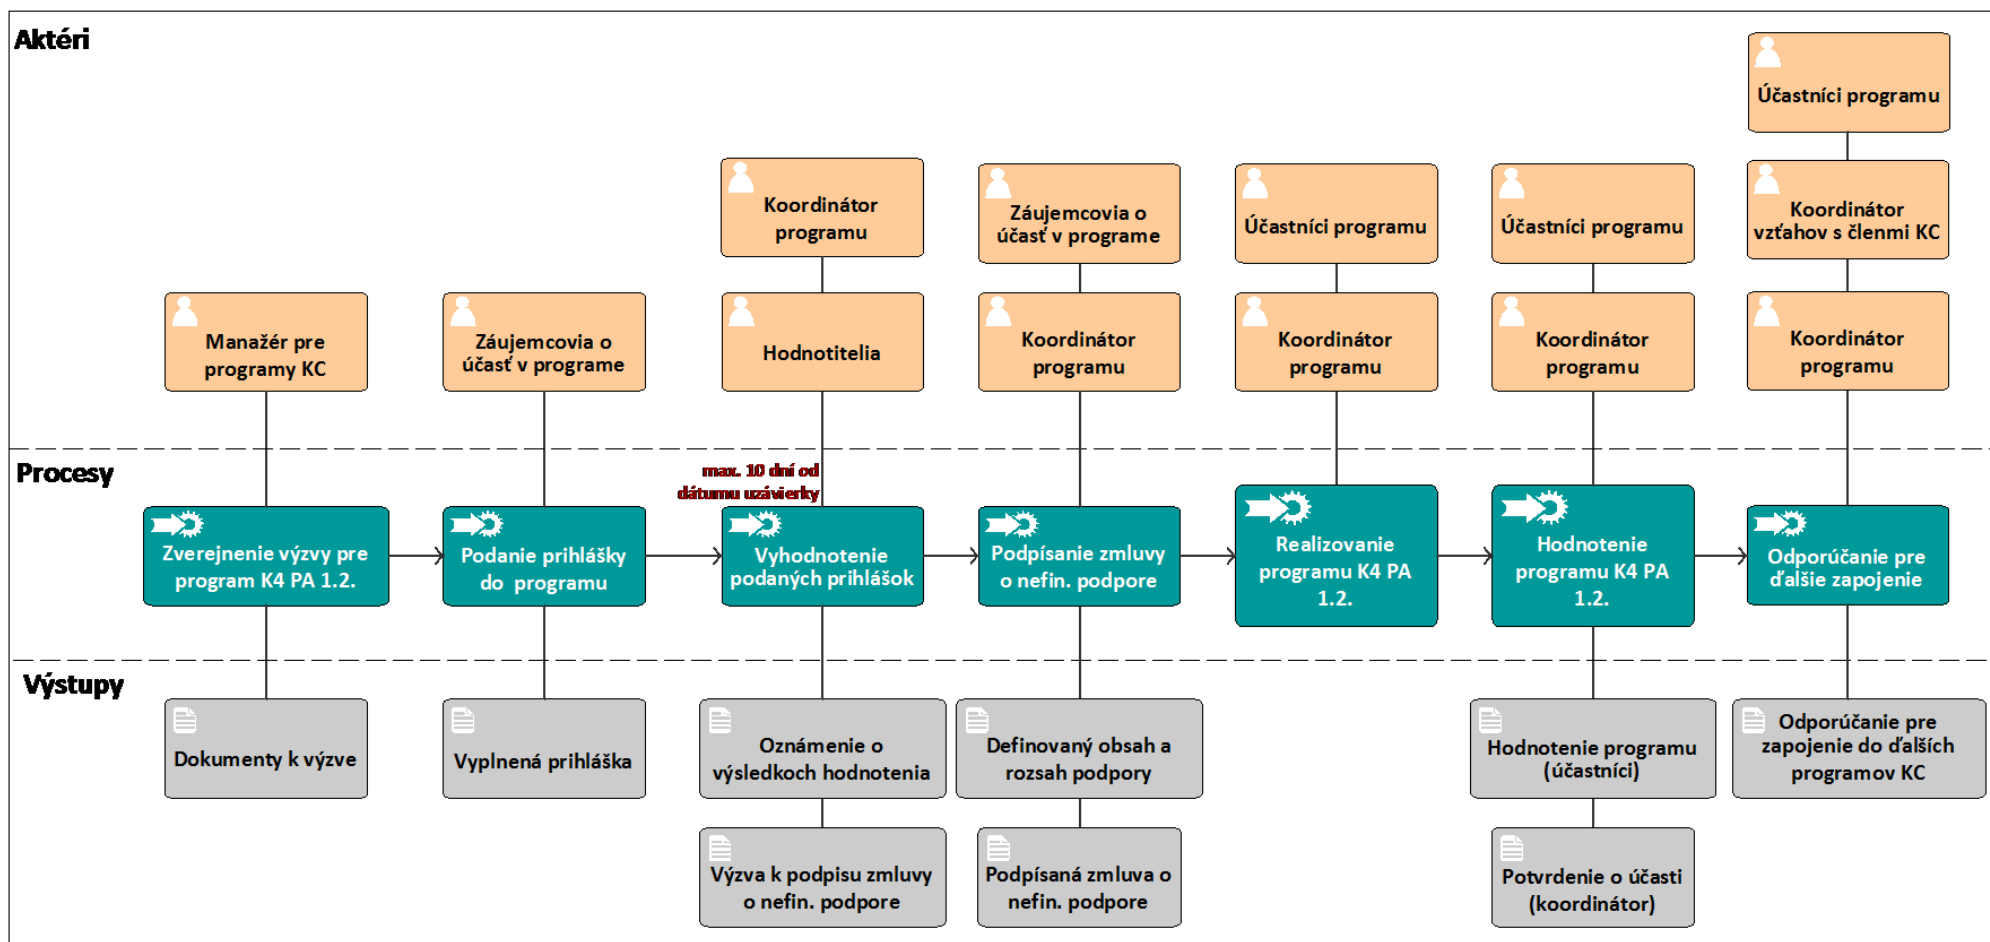 Aktéri
Účastníci programu
Koordinátor
programu
Záujemcovia o
účasť v programe
Účastníci programu
Účastníci programu
Koordinátor
vzťahov s členmi KC
Manažér pre
programy KC
Záujemcovia o
účasť v programe
Hodnotitelia
Koordinátor
programu
Koordinátor
programu
Koordinátor
programu
Koordinátor
programu
Procesy
max. 10 dní od
dátumu uzávierky
Zverejnenie výzvy pre
program K4 PA 1.2.
Podanie prihlášky
do programu
Vyhodnotenie
podaných prihlášok
Podpísanie zmluvy
o nefin. podpore
Realizovanie
programu K4 PA
1.2.
Hodnotenie
programu K4 PA
1.2.
Odporúčanie pre
ďalšie zapojenie
Výstupy
Dokumenty k výzve
Vyplnená prihláška
Oznámenie o
výsledkoch hodnotenia
Definovaný obsah a
rozsah podpory
Hodnotenie programu
(účastníci)
Odporúčanie pre
zapojenie do ďalších
programov KC
Výzva k podpisu zmluvy
o nefin. podpore
Podpísaná zmluva o
nefin. podpore
Potvrdenie o účasti
(koordinátor)